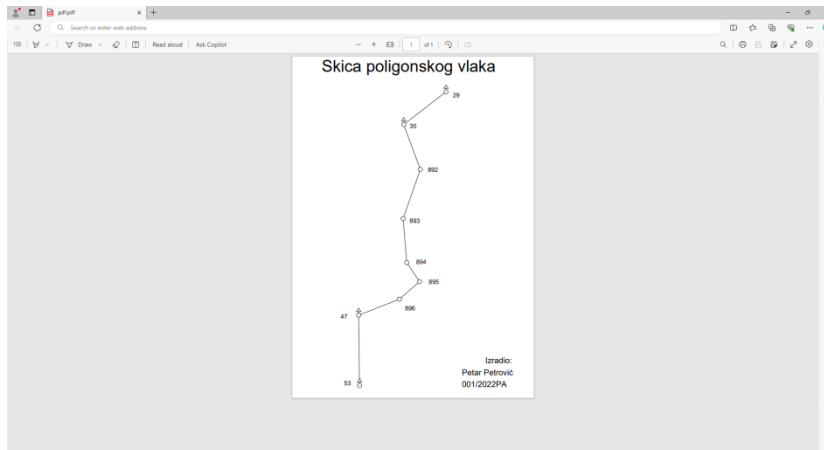 pdf.pdf
Search or enter web address
Draw
Read aloud
Ask Copilot
1
of 1
Skica poligonskog vlaka
29
30
892
893
894
895
896
47
53
Izradio:
Petar Petrović
001/2022PA